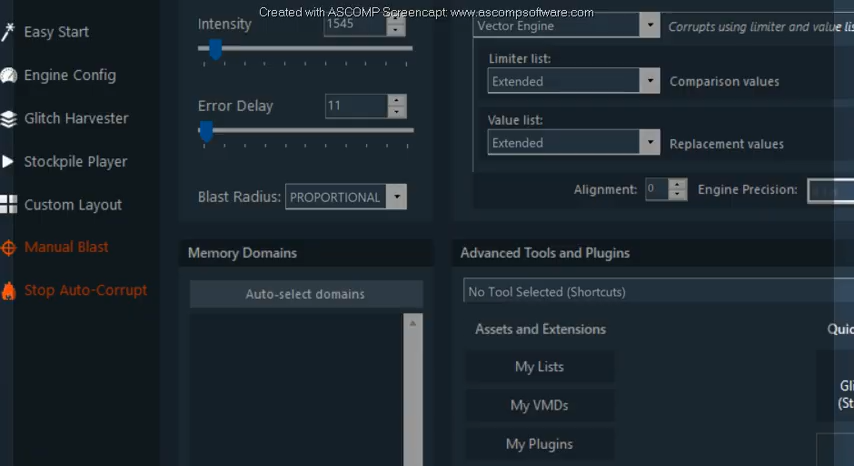 Created with ASCOMP Screencapt: www.ascompsoftware.com
Easy Start
Engine Config
Glitch Harvester
Stockpile Player
Custom Layout
Manual Blast
Stop Auto-Corrupt
Intensity
1545
Error Delay
11
Blast Radius:
PROPORTIONAL
Vector Engine
Corrupts using limiter and value lis
Limiter list:
Extended
Comparison values
Value list:
Extended
Replacement values
Alignment:
0
Engine Precision:
Memory Domains
Auto-select domains
Advanced Tools and Plugins
No Tool Selected (Shortcuts)
Assets and Extensions
My Lists
My VMDs
My Plugins
Quic
Gli
(St